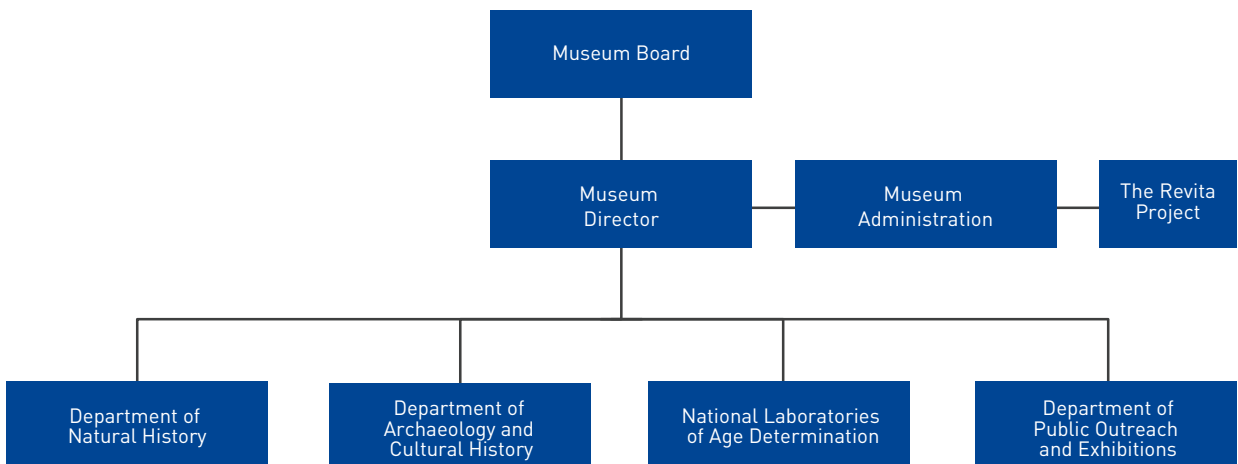 Museum Board
Museum
Director
Museum
Administration
The Revita
Project
Department of
Natural History
Department of
Archaeology and
Cultural History
National Laboratories
of Age Determination
Department of
Public Outreach
and Exhibitions